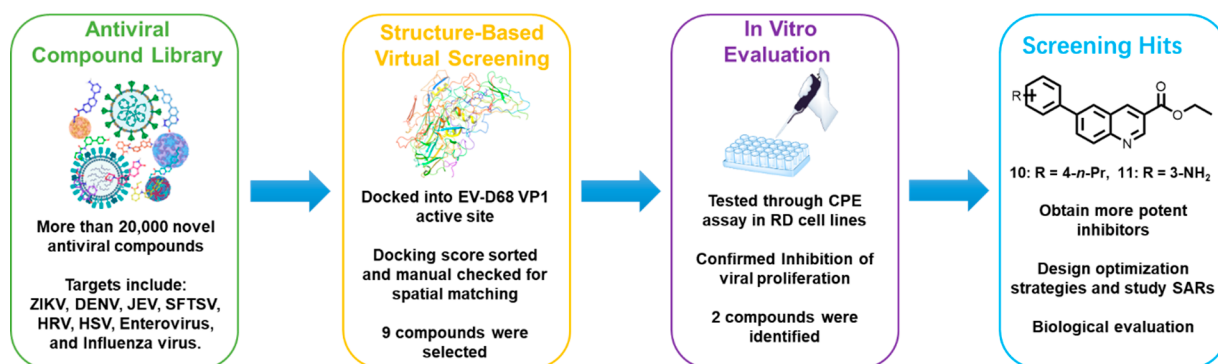 Antiviral
Compound Library
More than 20,000 novel
antiviral compounds
Targets include:
ZIKV, DENV, JEV, SFTSV,
HRV, HSV, Enterovirus,
and Influenza virus.
Structure-Based
Virtual Screening
Docked into EV-D68 VP1
active site
Docking score sorted
and manual checked for
spatial matching
9 compounds were
selected
In Vitro
Evaluation
Tested through CPE
assay in RD cell lines
Confirmed Inhibition of
viral proliferation
2 compounds were
identified
Screening Hits
R
O
O
N
10: R = 4-n-Pr, 11: R = 3-NH₂
Obtain more potent
inhibitors
Design optimization
strategies and study SARs
Biological evaluation